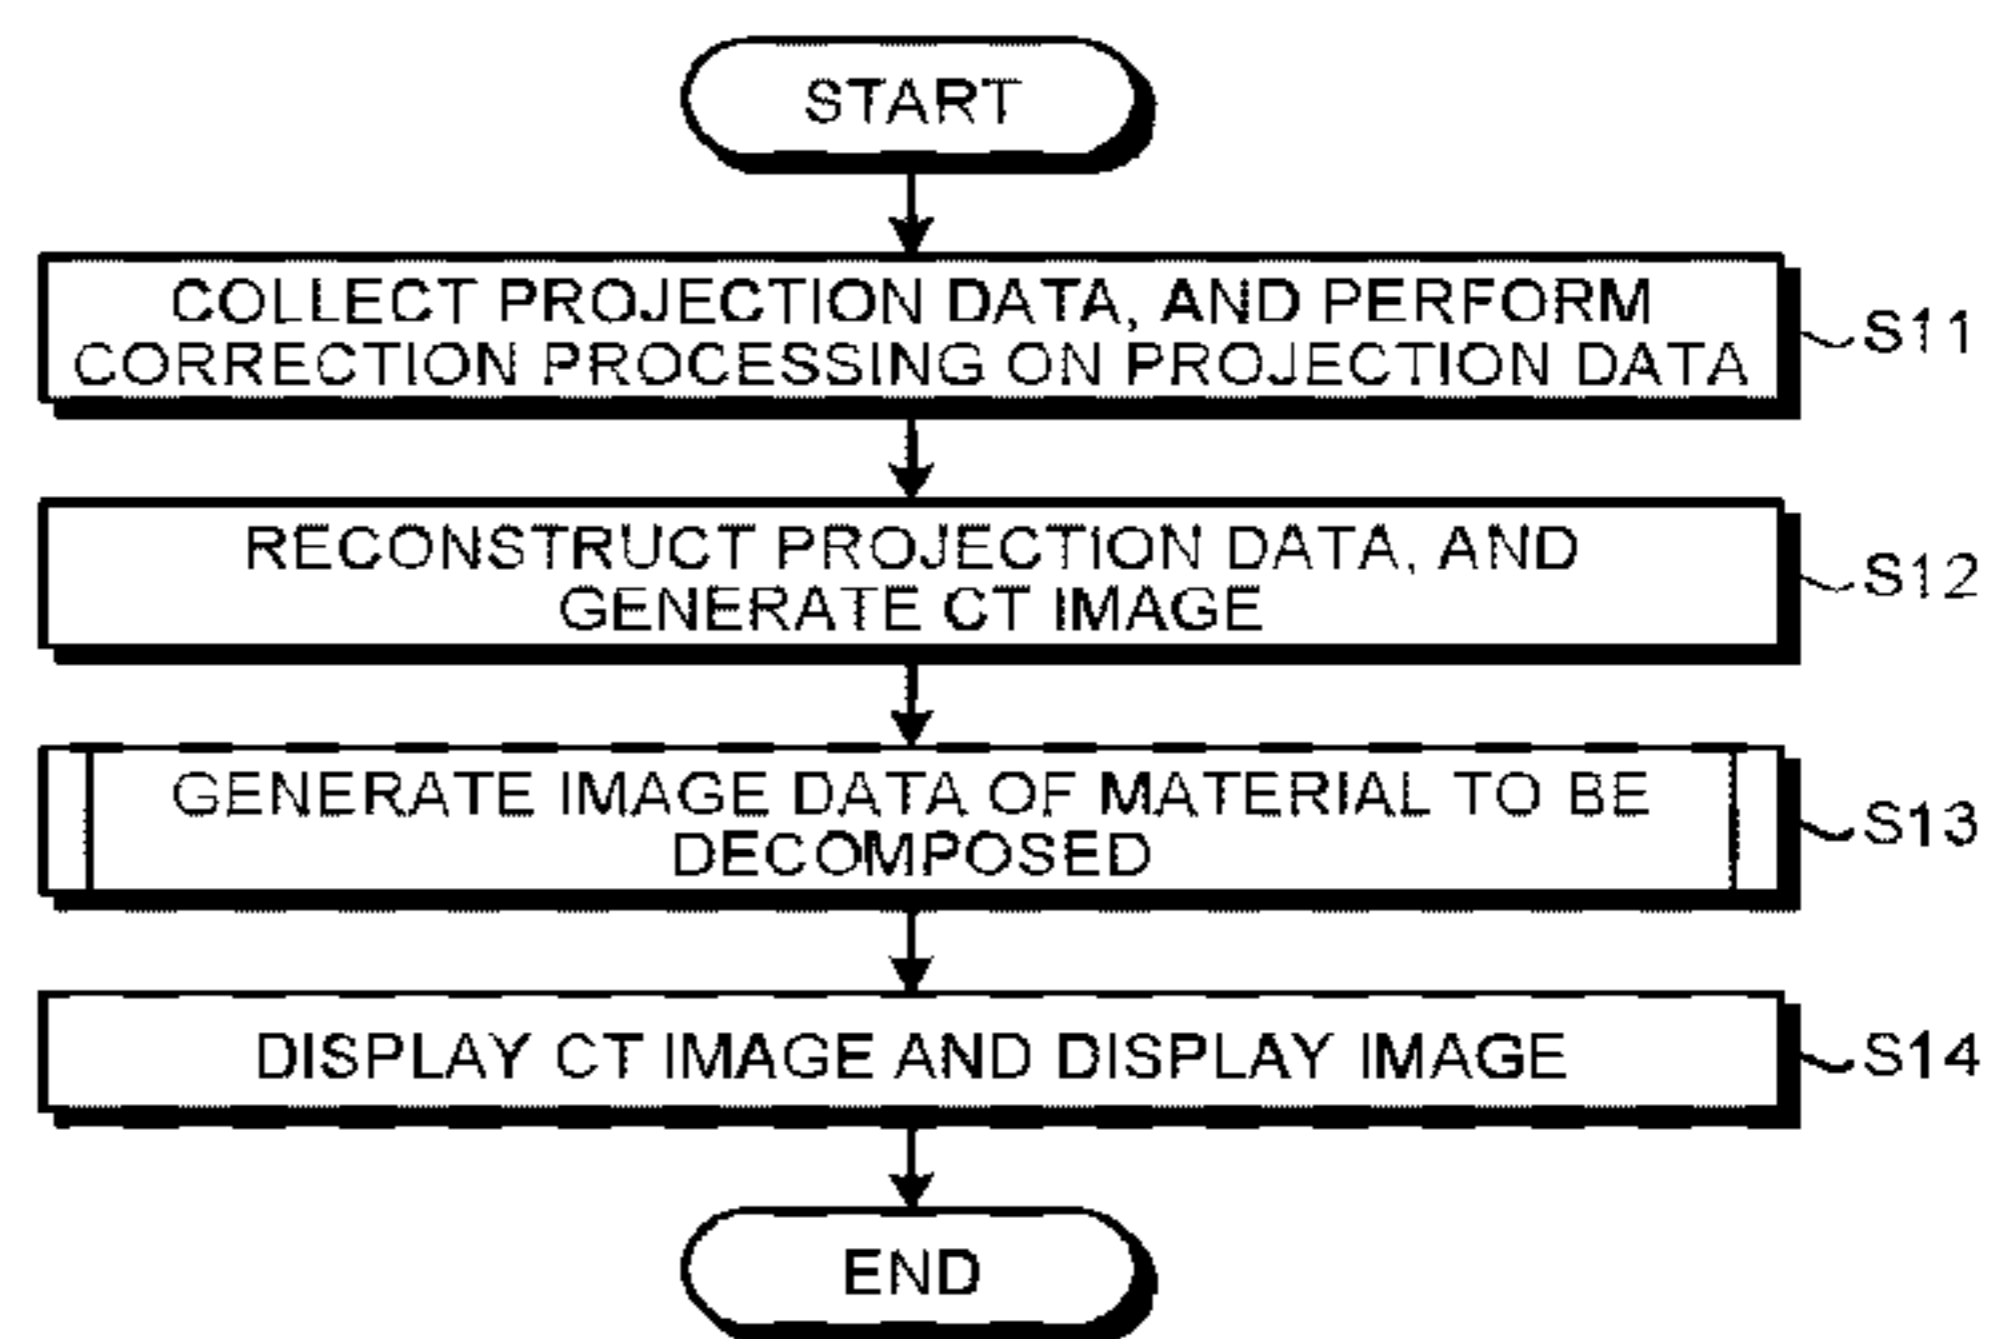 START
COLLECT PROJECTION DATA, AND PERFORM
CORRECTION PROCESSING ON PROJECTION DATA
S11
RECONSTRUCT PROJECTION DATA, AND
GENERATE CT IMAGE
S12
GENERATE IMAGE DATA OF MATERIAL TO BE
DECOMPOSED
S13
DISPLAY CT IMAGE AND DISPLAY IMAGE
S14
END